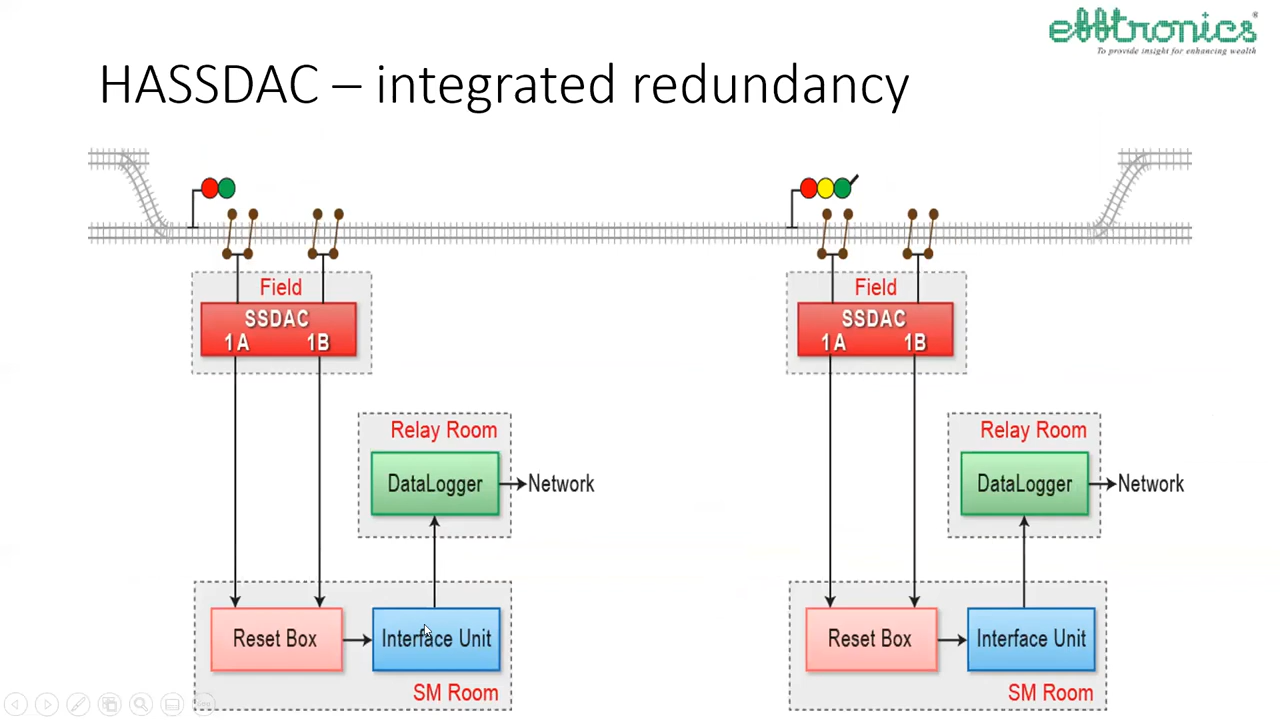 efftronics
To provide insight for enhancing wealth
HASSDAC – integrated redundancy
Field
SSDAC
1A 1B
Relay Room
DataLogger
Network
Reset Box
Interface Unit
SM Room
Field
SSDAC
1A 1B
Relay Room
DataLogger
Network
Reset Box
Interface Unit
SM Room